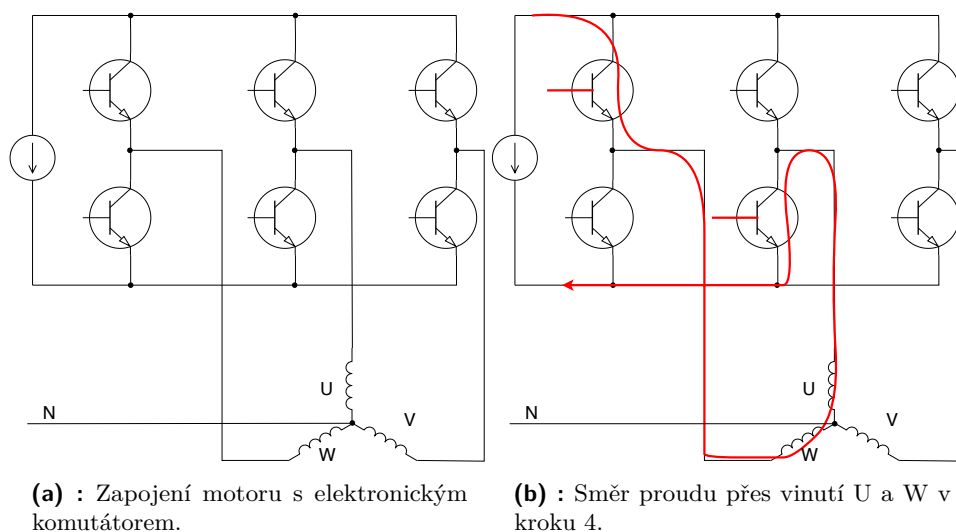 U
N
V
W
U
N
V
W
(a) : Zapojení motoru s elektronickým
komutátorem.
(b) : Směr proudu přes vinutí U a W v
kroku 4.